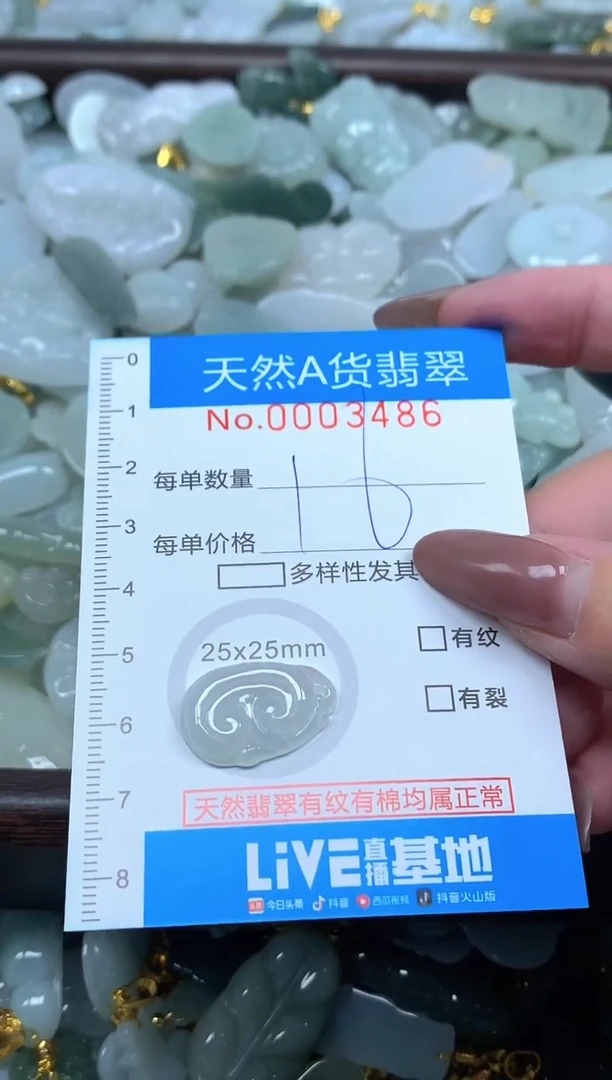 天然A货翡翠
No.0003486
每单数量
16
每单价格
多样性发其
25x25mm
有纹
有裂
天然翡翠有纹有棉均属正常
LiVE直播基地
头条 今日头条 抖音 西瓜视频 抖音火山版
0
1
2
3
4
5
6
7
8